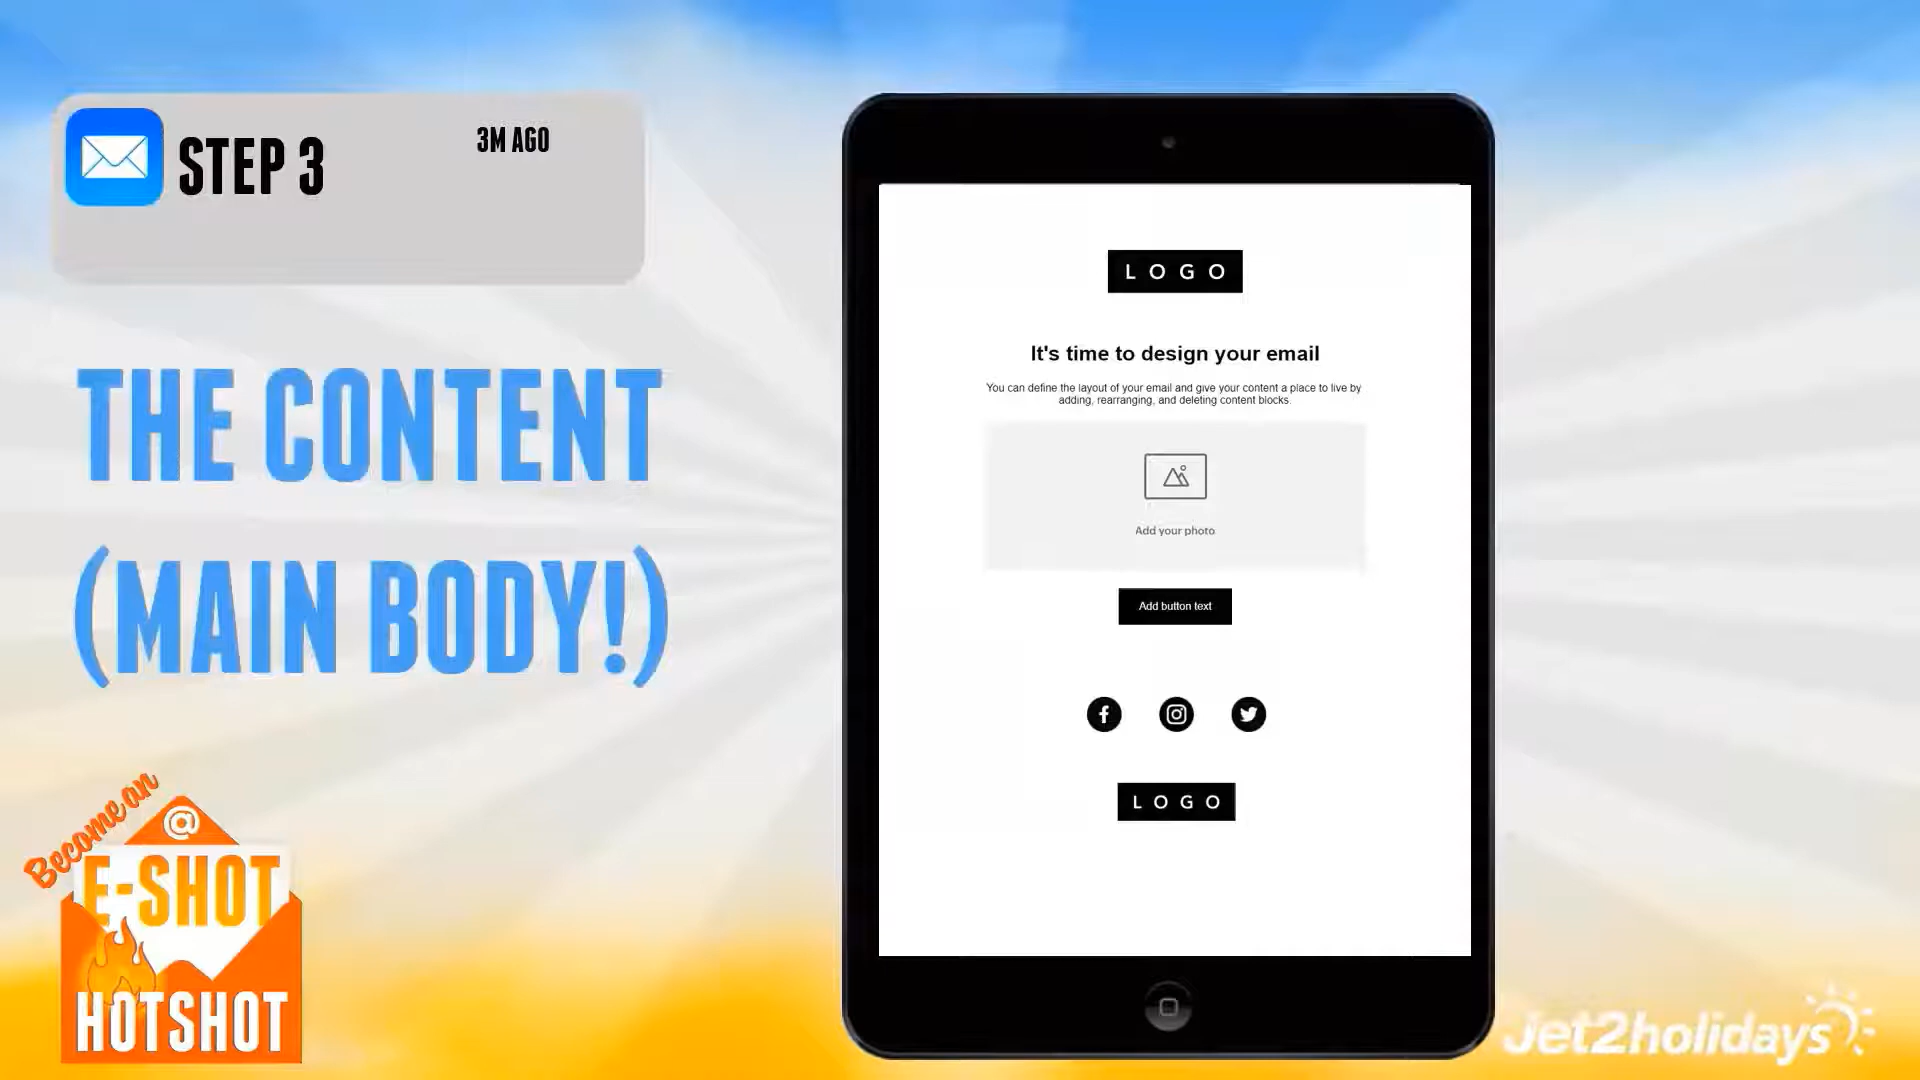 STEP 3
3M AGO
THE CONTENT
(MAIN BODY!)
Become an
@
E-SHOT
HOTSHOT
LOGO
It's time to design your email
You can define the layout of your email and give your content a place to live by
adding, rearranging, and deleting content blocks.
Add your photo
Add button text
LOGO
Jet2holidays